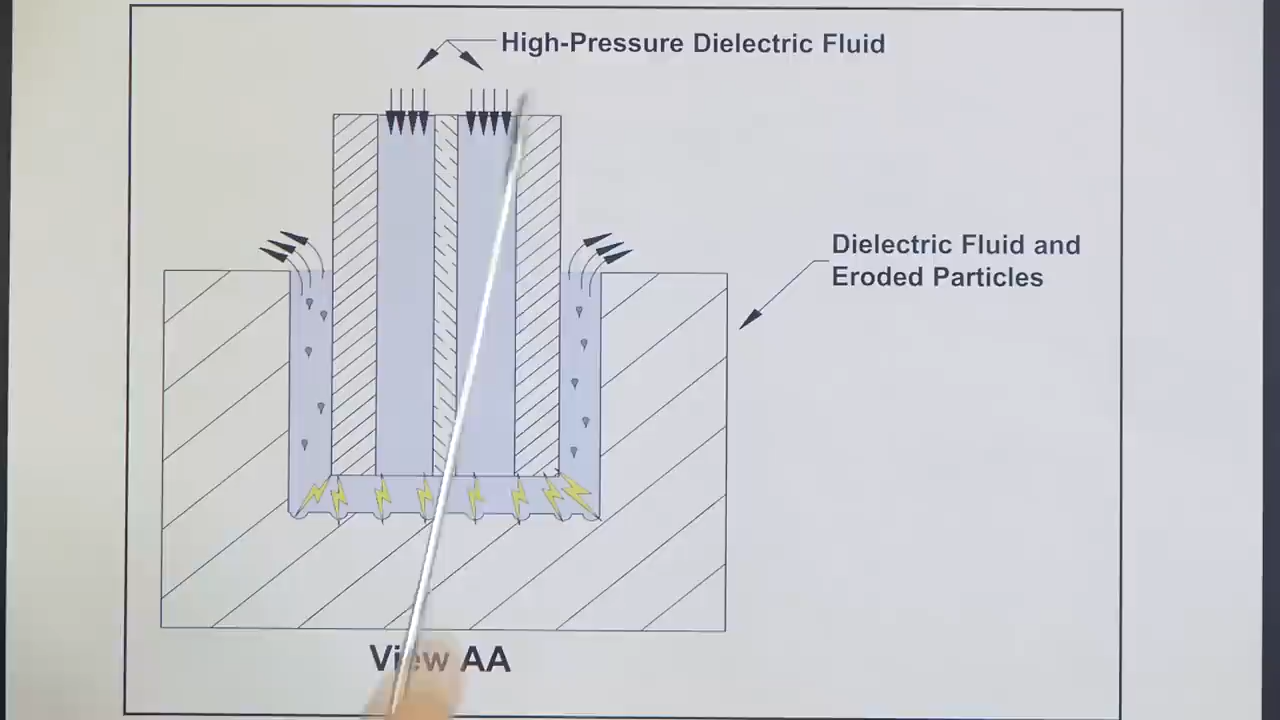 High-Pressure Dielectric Fluid
Dielectric Fluid and
Eroded Particles
View AA